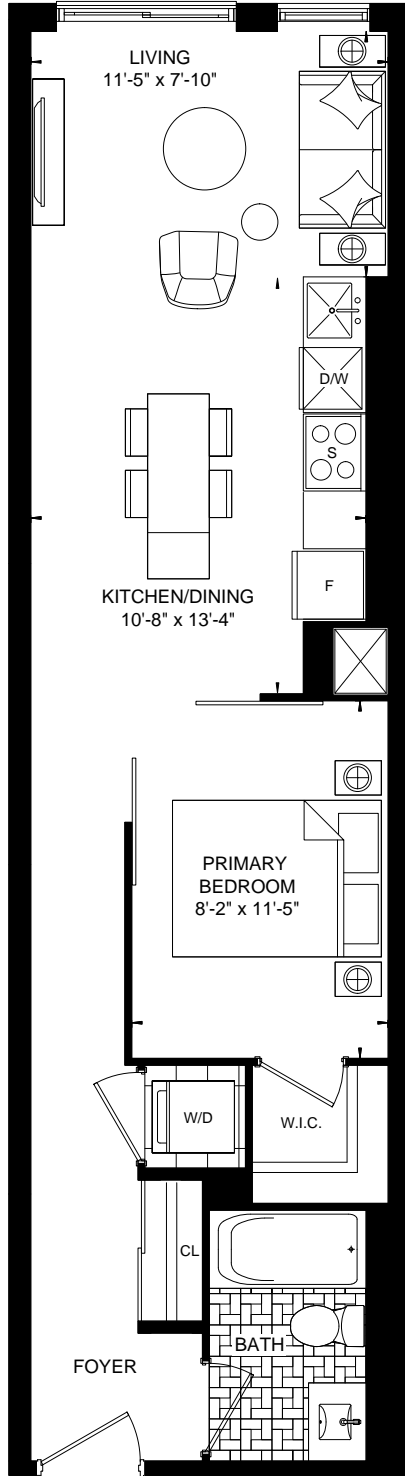 LIVING
11'-5" x 7'-10"
D/W
S
KITCHEN/DINING
10'-8" x 13'-4"
F
PRIMARY
BEDROOM
8'-2" x 11'-5"
W/D
W.I.C.
CL
BATH
FOYER